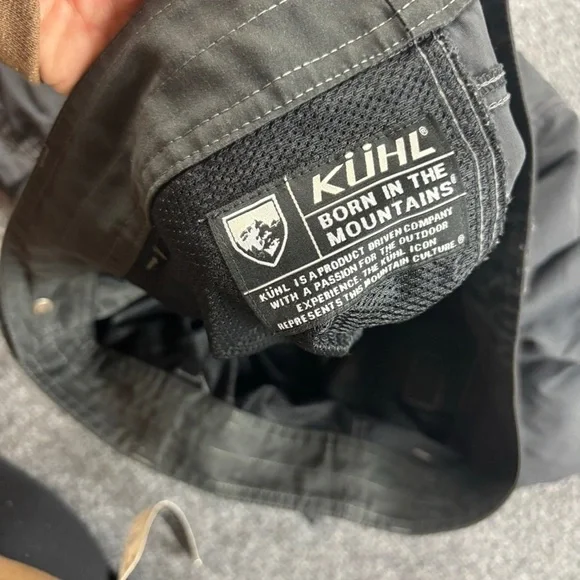 KÜHL®
BORN IN THE
MOUNTAINS®
KÜHL IS A PRODUCT DRIVEN COMPANY
WITH A PASSION FOR THE OUTDOOR
EXPERIENCE. THE KÜHL ICON
REPRESENTS THIS MOUNTAIN CULTURE®